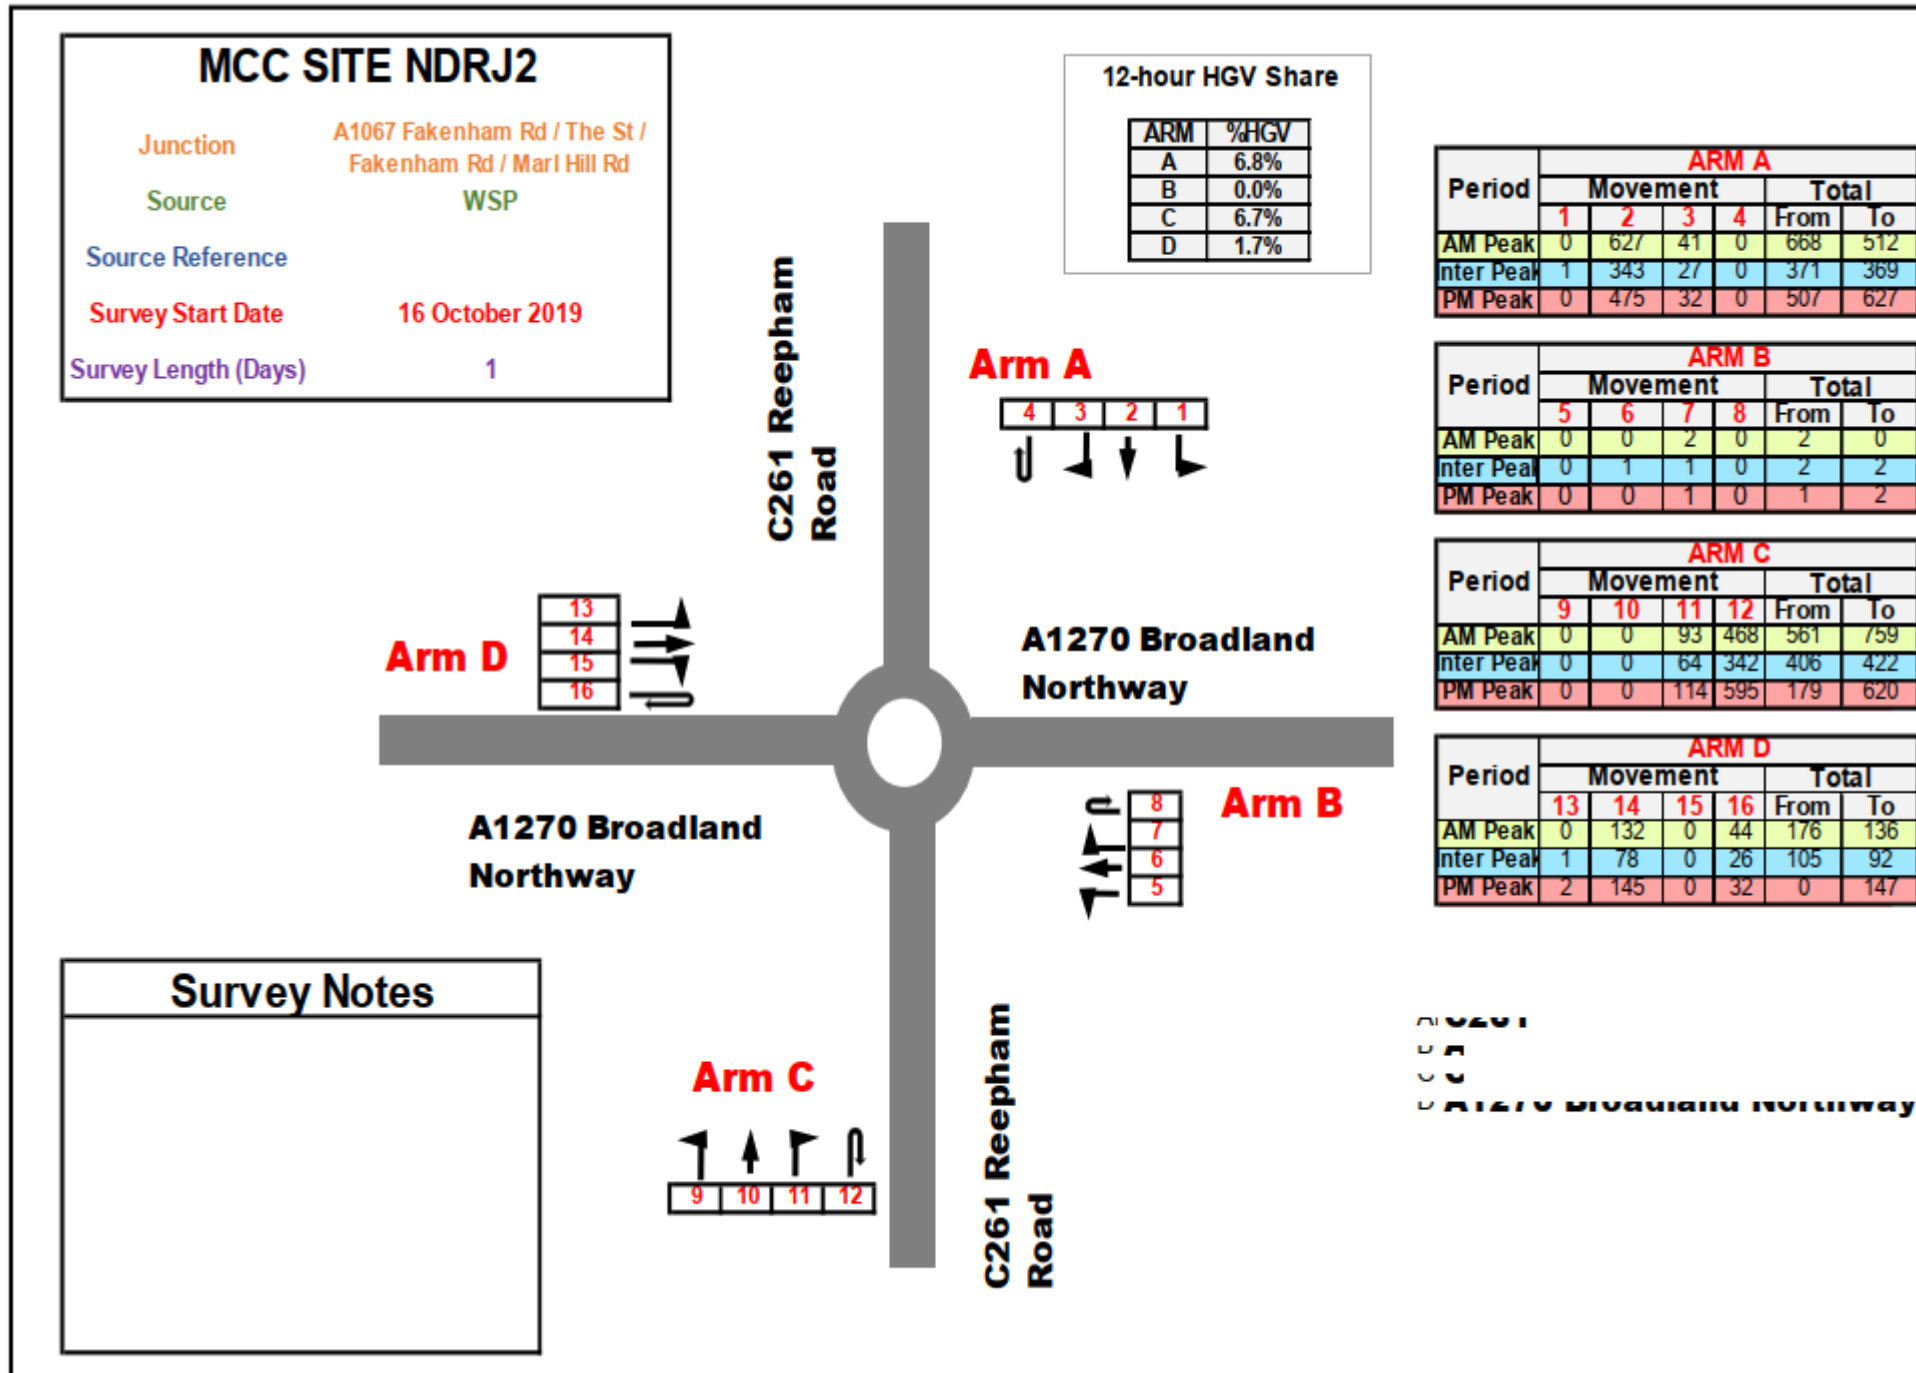 MCC SITE NDRJ2
Junction
A1067 Fakenham Rd / The St /
Fakenham Rd / Marl Hill Rd
Source WSP
Source Reference
Survey Start Date 16 October 2019
Survey Length (Days) 1
12-hour HGV Share
ARM %HGV
A 6.8%
B 0.0%
C 6.7%
D 1.7%
C261 Reepham
Road
Arm A
4 3 2 1
Arm D
13
14
15
16
A1270 Broadland
Northway
A1270 Broadland
Northway
8
7
6
5
Arm B
Survey Notes
Arm C
9 10 11 12
C261 Reepham
Road
ARM A
Period Movement Total
1 2 3 4 From To
AM Peak 0 627 41 0 668 512
nter Peak 1 343 27 0 371 369
PM Peak 0 475 32 0 507 627
ARM B
Period Movement Total
5 6 7 8 From To
AM Peak 0 0 2 0 2 0
nter Peak 0 1 1 0 2 2
PM Peak 0 0 1 0 1 2
ARM C
Period Movement Total
9 10 11 12 From To
AM Peak 0 0 93 468 561 759
nter Peak 0 0 64 342 406 422
PM Peak 0 0 114 595 179 620
ARM D
Period Movement Total
13 14 15 16 From To
AM Peak 0 132 0 44 176 136
nter Peak 1 78 0 26 105 92
PM Peak 2 145 0 32 0 147
C261
A1270 Broadland Northway